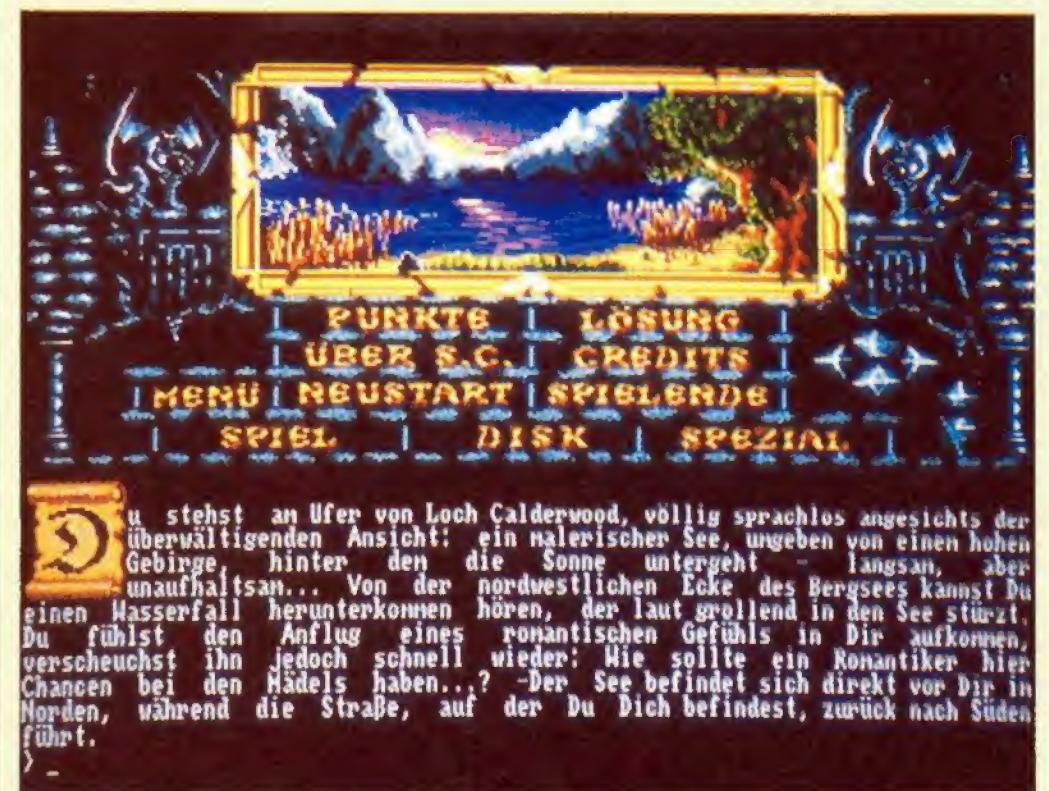 PUNKTE LÖSUNG
ÜBER S.C. CREDITS
MENÜ NEUSTART SPIELENDE
SPIEL DISK SPEZIAL
Du stehst am Ufer von Loch Calderwood, völlig sprachlos angesichts der
überwältigenden Ansicht: ein malerischer See, umgeben von einem hohen
Gebirge, hinter dem die Sonne untergeht - langsam, aber
unaufhaltsam... Von der nordwestlichen Ecke des Bergsees kannst Du
einen Wasserfall herunterkommen hören, der laut grollend in den See stürzt.
Du fühlst den Anflug eines romantischen Gefühls in Dir aufkommen,
verscheuchst ihn jedoch schnell wieder: Wie sollte ein Romantiker hier
Chancen bei den Mädels haben...? -Der See befindet sich direkt vor Dir im
Norden, während die Straße, auf der Du Dich befindest, zurück nach Süden
führt.
> _